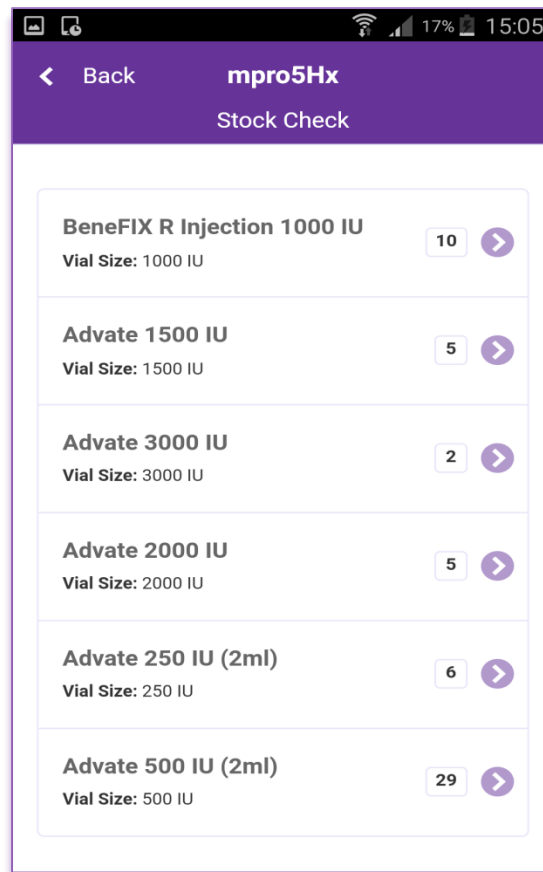 17% 15:05
Back mpro5Hx
Stock Check
BeneFIX R Injection 1000 IU
10
Vial Size: 1000 IU
Advate 1500 IU
5
Vial Size: 1500 IU
Advate 3000 IU
2
Vial Size: 3000 IU
Advate 2000 IU
5
Vial Size: 2000 IU
Advate 250 IU (2ml)
6
Vial Size: 250 IU
Advate 500 IU (2ml)
29
Vial Size: 500 IU